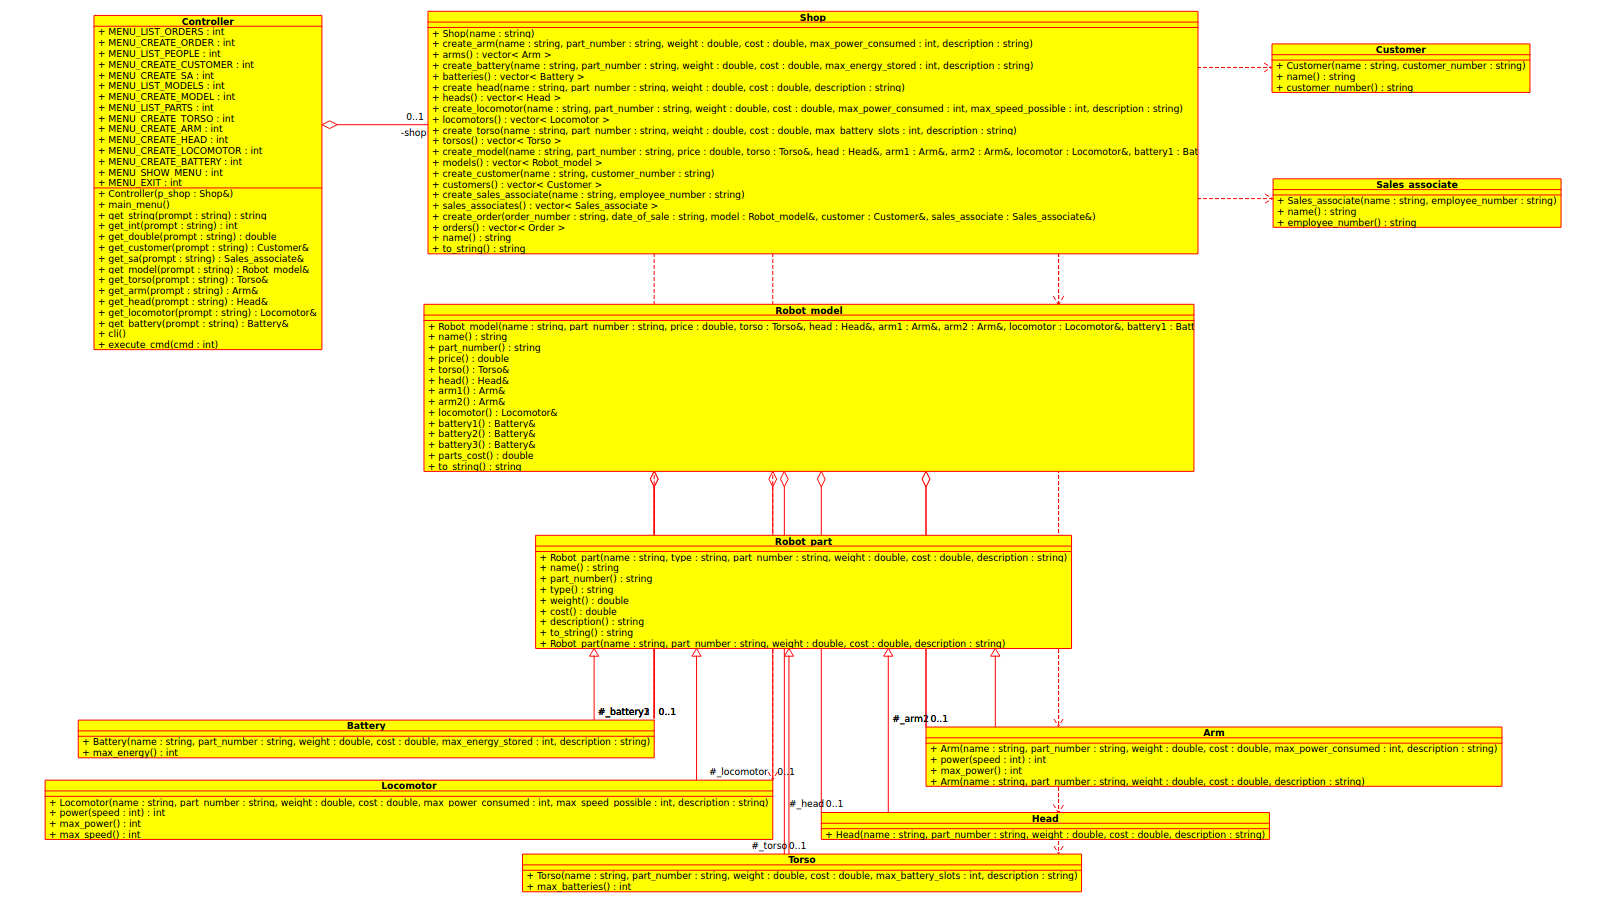 Controller
+ MENU_LIST_ORDERS : int
+ MENU_CREATE_ORDER : int
+ MENU_LIST_PEOPLE : int
+ MENU_CREATE_CUSTOMER : int
+ MENU_CREATE_SA : int
+ MENU_LIST_MODELS : int
+ MENU_CREATE_MODEL : int
+ MENU_LIST_PARTS : int
+ MENU_CREATE_TORSO : int
+ MENU_CREATE_ARM : int
+ MENU_CREATE_HEAD : int
+ MENU_CREATE_LOCOMOTOR : int
+ MENU_CREATE_BATTERY : int
+ MENU_SHOW_MENU : int
+ MENU_EXIT : int
+ Controller(p_shop : Shop&)
+ main_menu()
+ get_string(prompt : string) : string
+ get_int(prompt : string) : int
+ get_double(prompt : string) : double
+ get_customer(prompt : string) : Customer&
+ get_sa(prompt : string) : Sales_associate&
+ get_model(prompt : string) : Robot_model&
+ get_torso(prompt : string) : Torso&
+ get_arm(prompt : string) : Arm&
+ get_head(prompt : string) : Head&
+ get_locomotor(prompt : string) : Locomotor&
+ get_battery(prompt : string) : Battery&
+ cli()
+ execute_cmd(cmd : int)
0..1
-shop
Shop
+ Shop(name : string)
+ create_arm(name : string, part_number : string, weight : double, cost : double, max_power_consumed : int, description : string)
+ arms() : vector< Arm >
+ create_battery(name : string, part_number : string, weight : double, cost : double, max_energy_stored : int, description : string)
+ batteries() : vector< Battery >
+ create_head(name : string, part_number : string, weight : double, cost : double, description : string)
+ heads() : vector< Head >
+ create_locomotor(name : string, part_number : string, weight : double, cost : double, max_power_consumed : int, max_speed_possible : int, description : string)
+ locomotors() : vector< Locomotor >
+ create_torso(name : string, part_number : string, weight : double, cost : double, max_battery_slots : int, description : string)
+ torsos() : vector< Torso >
+ create_model(name : string, part_number : string, price : double, torso : Torso&, head : Head&, arm1 : Arm&, arm2 : Arm&, locomotor : Locomotor&, battery1 : Bat
+ models() : vector< Robot_model >
+ create_customer(name : string, customer_number : string)
+ customers() : vector< Customer >
+ create_sales_associate(name : string, employee_number : string)
+ sales_associates() : vector< Sales_associate >
+ create_order(order_number : string, date_of_sale : string, model : Robot_model&, customer : Customer&, sales_associate : Sales_associate&)
+ orders() : vector< Order >
+ name() : string
+ to_string() : string
Customer
+ Customer(name : string, customer_number : string)
+ name() : string
+ customer_number() : string
Sales_associate
+ Sales_associate(name : string, employee_number : string)
+ name() : string
+ employee_number() : string
Robot_model
+ Robot_model(name : string, part_number : string, price : double, torso : Torso&, head : Head&, arm1 : Arm&, arm2 : Arm&, locomotor : Locomotor&, battery1 : Batt
+ name() : string
+ part_number() : string
+ price() : double
+ torso() : Torso&
+ head() : Head&
+ arm1() : Arm&
+ arm2() : Arm&
+ locomotor() : Locomotor&
+ battery1() : Battery&
+ battery2() : Battery&
+ battery3() : Battery&
+ parts_cost() : double
+ to_string() : string
Robot_part
+ Robot_part(name : string, type : string, part_number : string, weight : double, cost : double, description : string)
+ name() : string
+ part_number() : string
+ type() : string
+ weight() : double
+ cost() : double
+ description() : string
+ to_string() : string
+ Robot_part(name : string, part_number : string, weight : double, cost : double, description : string)
0..1
#_arm2 0..1
Battery
+ Battery(name : string, part_number : string, weight : double, cost : double, max_energy_stored : int, description : string)
+ max_energy() : int
Arm
+ Arm(name : string, part_number : string, weight : double, cost : double, max_power_consumed : int, description : string)
+ power(speed : int) : int
+ max_power() : int
+ Arm(name : string, part_number : string, weight : double, cost : double, description : string)
#_locomotor 0..1
Locomotor
+ Locomotor(name : string, part_number : string, weight : double, cost : double, max_power_consumed : int, max_speed_possible : int, description : string)
+ power(speed : int) : int
+ max_power() : int
+ max_speed() : int
#_head 0..1
Head
+ Head(name : string, part_number : string, weight : double, cost : double, description : string)
#_torso 0..1
Torso
+ Torso(name : string, part_number : string, weight : double, cost : double, max_battery_slots : int, description : string)
+ max_batteries() : int